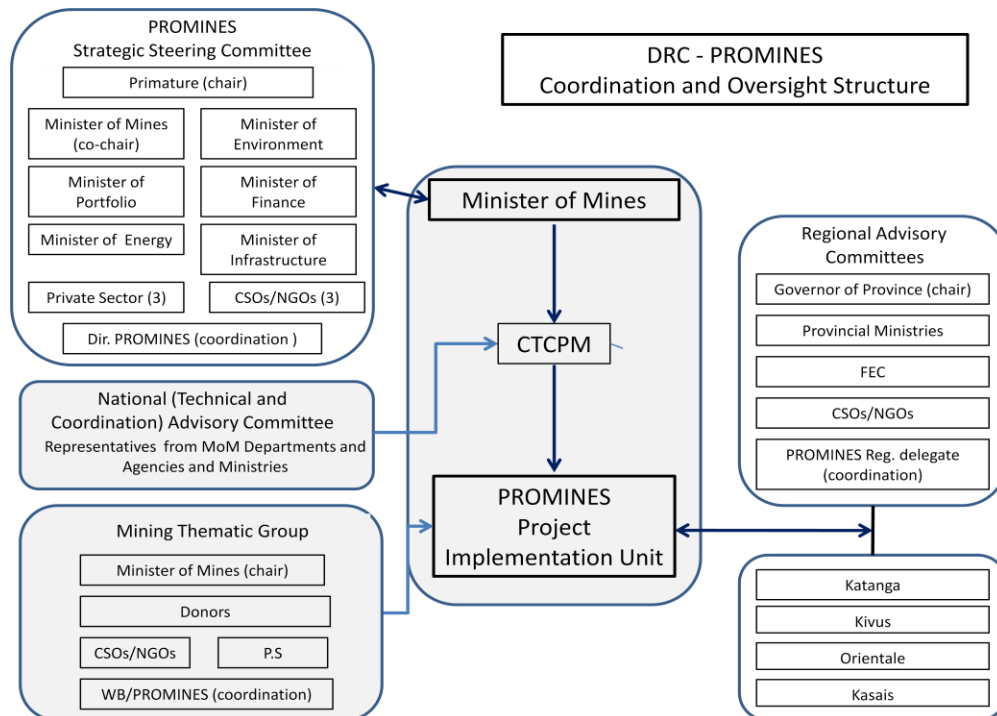 PROMINES
Strategic Steering Committee
Primature (chair)
Minister of Mines
(co-chair)
Minister of
Environment
Minister of
Portfolio
Minister of
Finance
Minister of  Energy
Minister of
Infrastructure
Private Sector (3)
CSOs/NGOs (3)
Dir. PROMINES (coordination )
DRC - PROMINES
Coordination and Oversight Structure
Minister of Mines
CTCPM
PROMINES
Project
Implementation Unit
National (Technical and
Coordination) Advisory Committee
Representatives  from MoM Departments and
Agencies and Ministries
Mining Thematic Group
Minister of Mines (chair)
Donors
CSOs/NGOs
P.S
WB/PROMINES (coordination)
Regional Advisory
Committees
Governor of Province (chair)
Provincial Ministries
FEC
CSOs/NGOs
PROMINES Reg. delegate
(coordination)
Katanga
Kivus
Orientale
Kasais